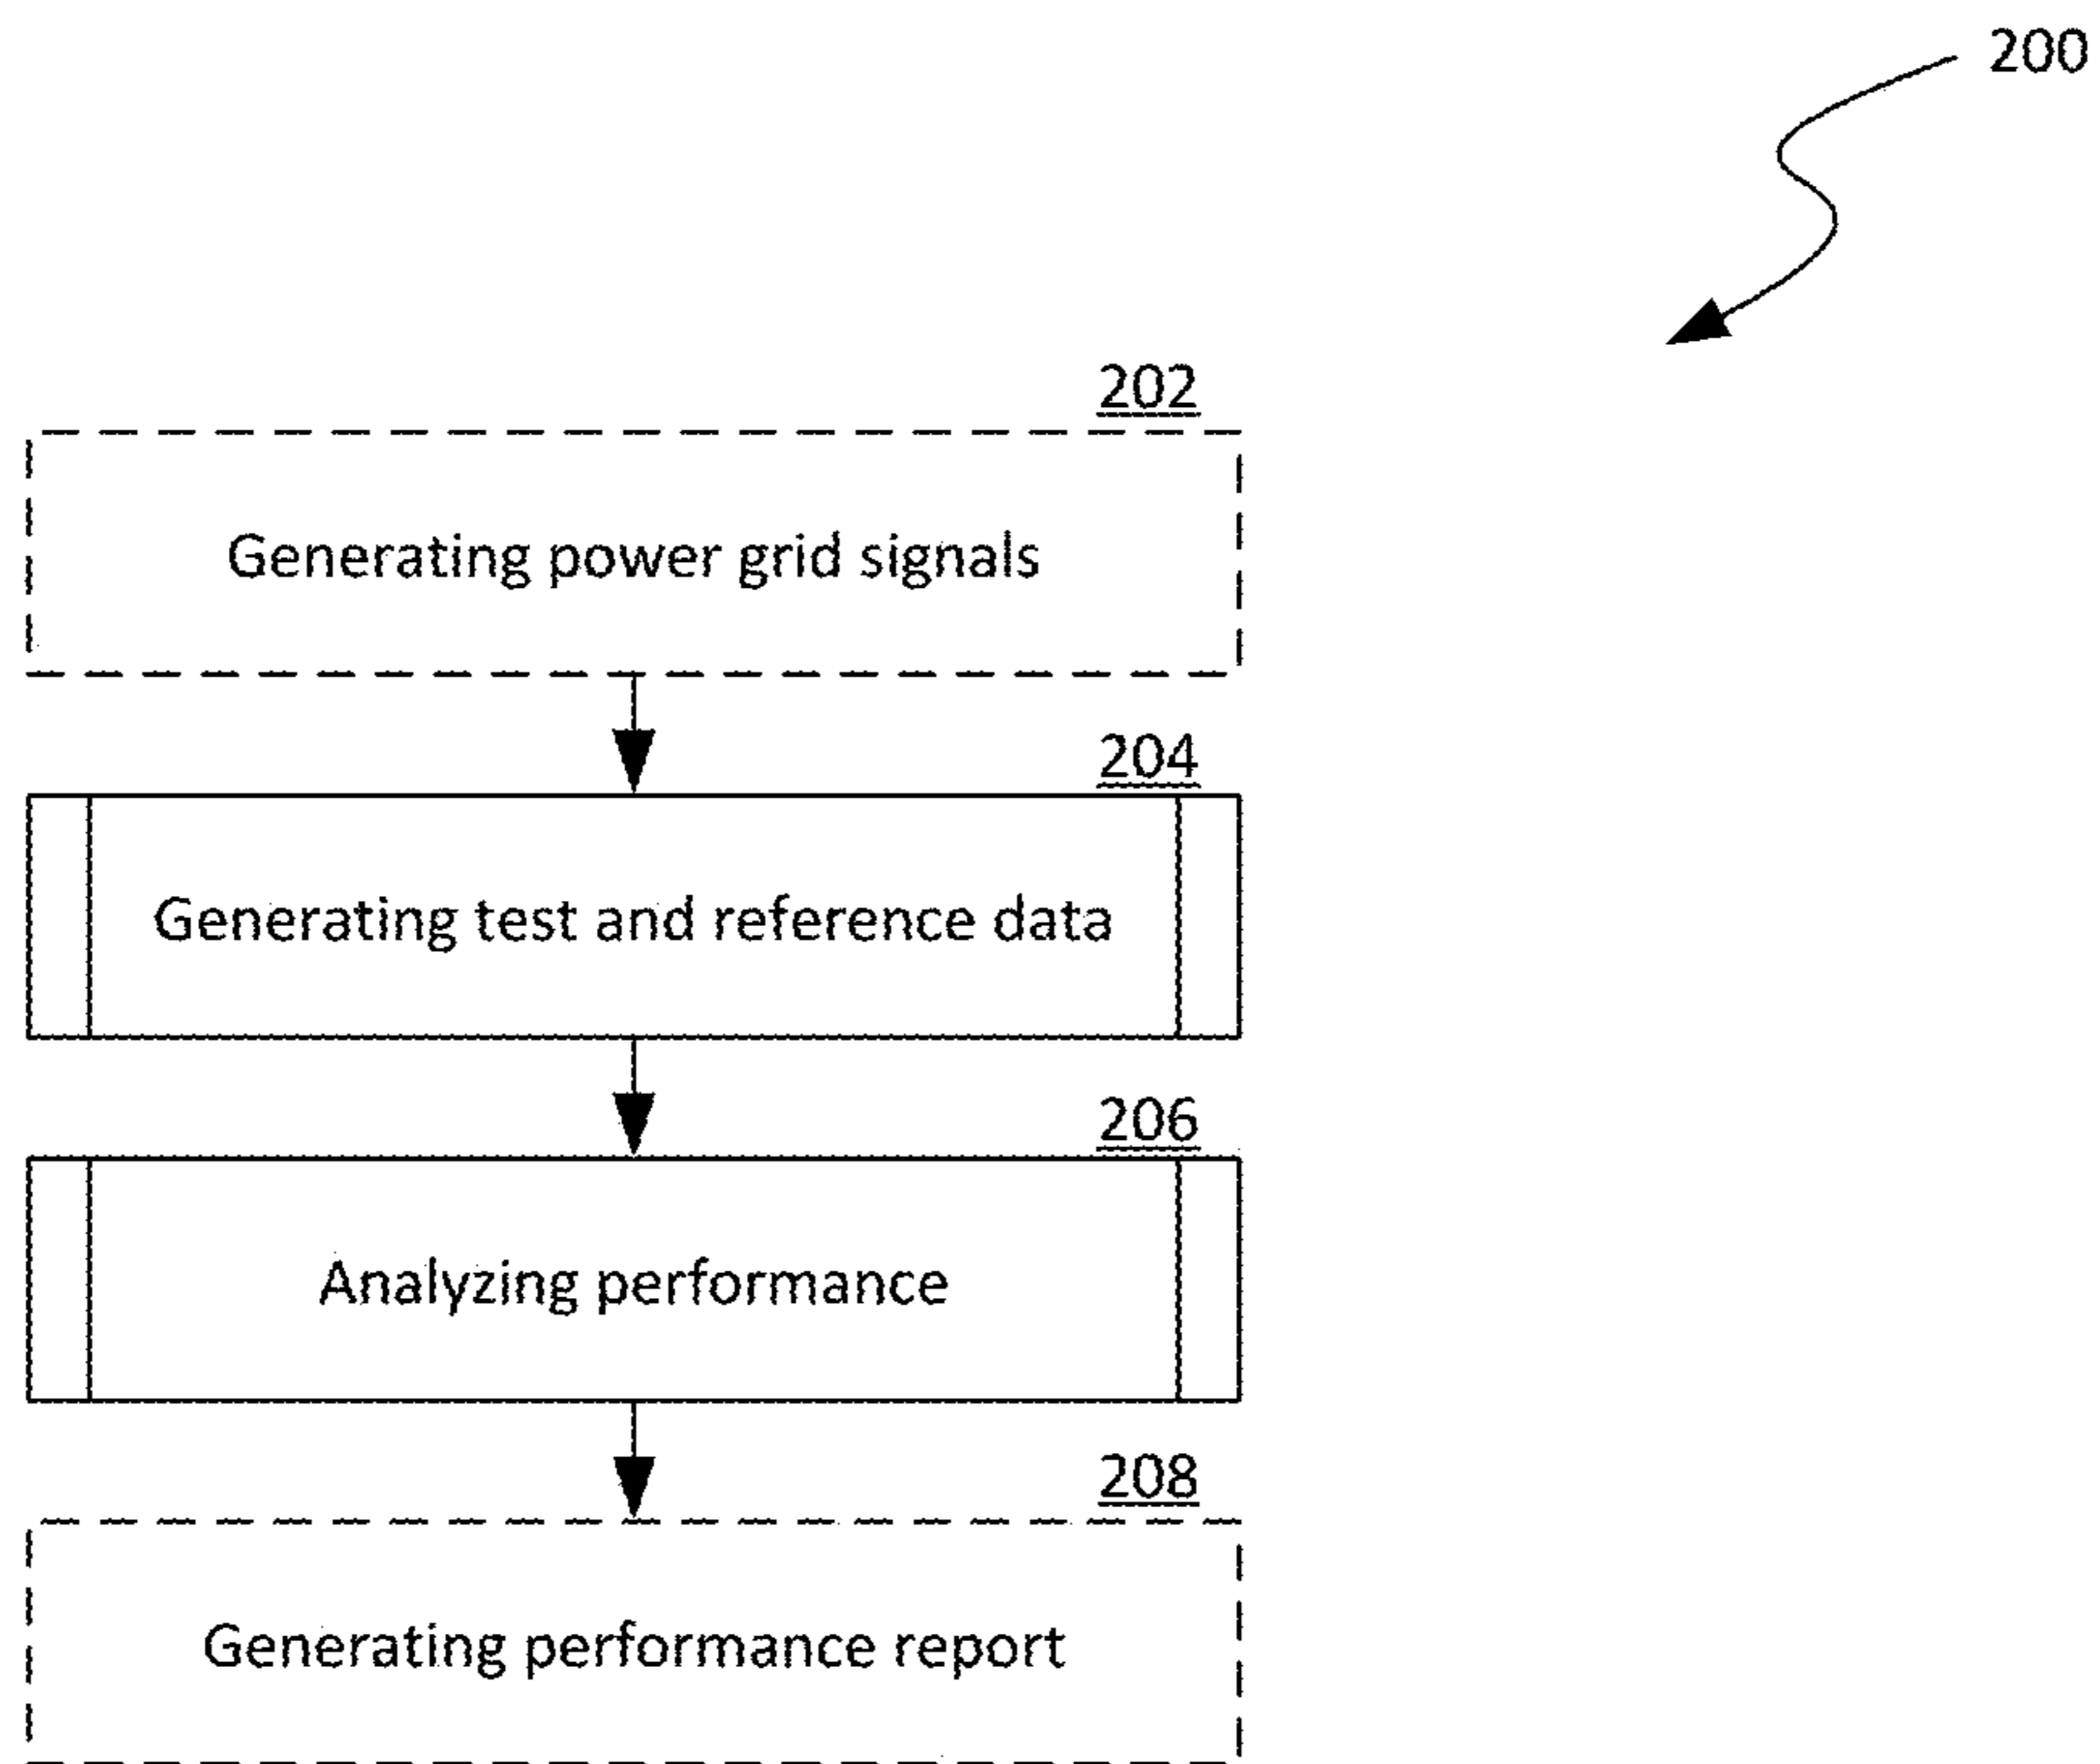 200
202
Generating power grid signals
204
Generating test and reference data
206
Analyzing performance
208
Generating performance report